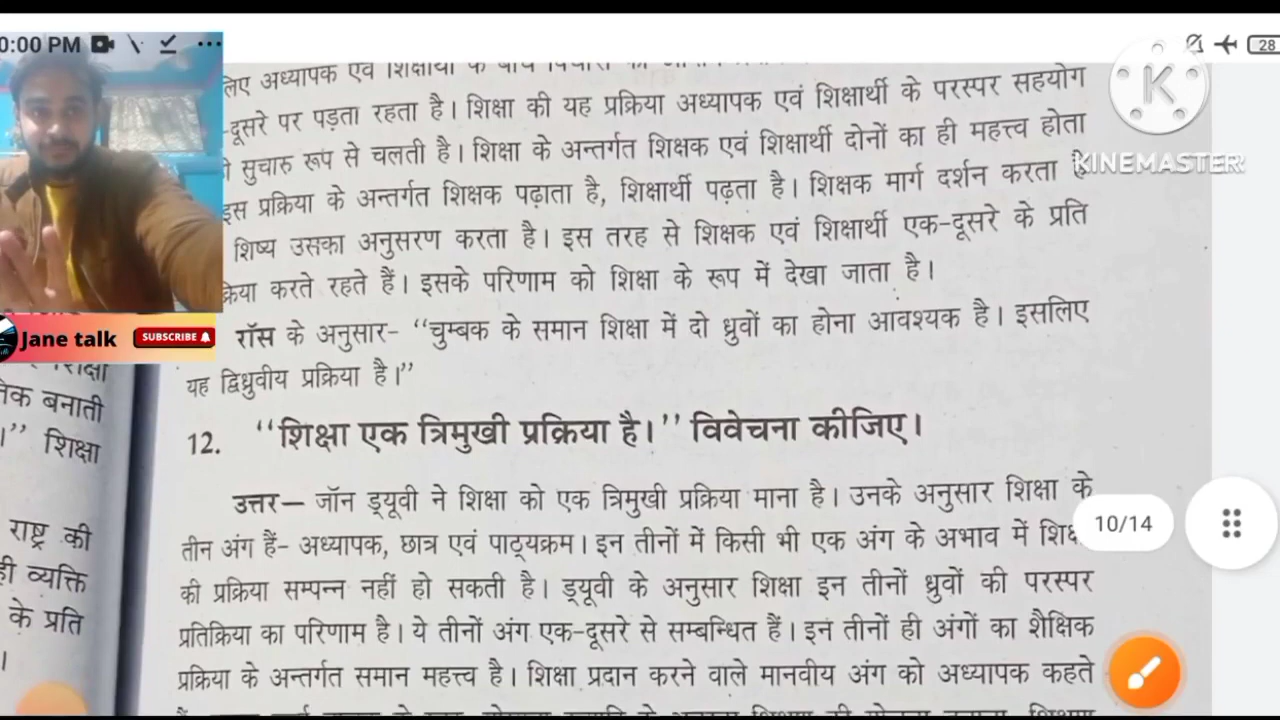 0:00 PM
28
KINEMASTER
लिए अध्यापक एवं शिक्षार्थी के बीच विचारों का
-दूसरे पर पड़ता रहता है। शिक्षा की यह प्रक्रिया अध्यापक एवं शिक्षार्थी के परस्पर सहयोग
सुचारु रूप से चलती है। शिक्षा के अन्तर्गत शिक्षक एवं शिक्षार्थी दोनों का ही महत्त्व होता
इस प्रक्रिया के अन्तर्गत शिक्षक पढ़ाता है, शिक्षार्थी पढ़ता है। शिक्षक मार्ग दर्शन करता है
शिष्य उसका अनुसरण करता है। इस तरह से शिक्षक एवं शिक्षार्थी एक-दूसरे के प्रति
क्रिया करते रहते हैं। इसके परिणाम को शिक्षा के रूप में देखा जाता है।
रॉस के अनुसार- “चुम्बक के समान शिक्षा में दो ध्रुवों का होना आवश्यक है। इसलिए
यह द्विध्रुवीय प्रक्रिया है।”
12. “शिक्षा एक त्रिमुखी प्रक्रिया है।” विवेचना कीजिए।
उत्तर— जॉन ड्यूवी ने शिक्षा को एक त्रिमुखी प्रक्रिया माना है। उनके अनुसार शिक्षा के
तीन अंग हैं- अध्यापक, छात्र एवं पाठ्यक्रम। इन तीनों में किसी भी एक अंग के अभाव में
की प्रक्रिया सम्पन्न नहीं हो सकती है। ड्यूवी के अनुसार शिक्षा इन तीनों ध्रुवों की परस्पर
प्रतिक्रिया का परिणाम है। ये तीनों अंग एक-दूसरे से सम्बन्धित हैं। इन तीनों ही अंगों का शैक्षिक
प्रक्रिया के अन्तर्गत समान महत्त्व है। शिक्षा प्रदान करने वाले मानवीय अंग को अध्यापक कहते
Jane talk
SUBSCRIBE
बनाती
।” शिक्षा
राष्ट्र की
ही व्यक्ति
के प्रति
10/14